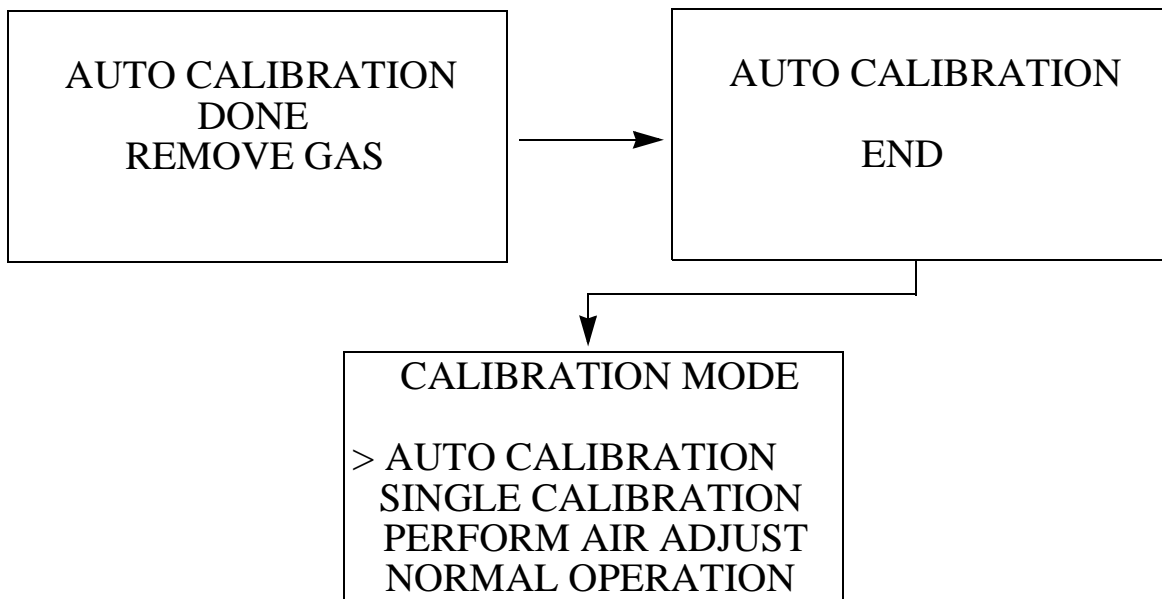 AUTO CALIBRATION
DONE
REMOVE GAS
AUTO CALIBRATION
END
CALIBRATION MODE
> AUTO CALIBRATION
SINGLE CALIBRATION
PERFORM AIR ADJUST
NORMAL OPERATION